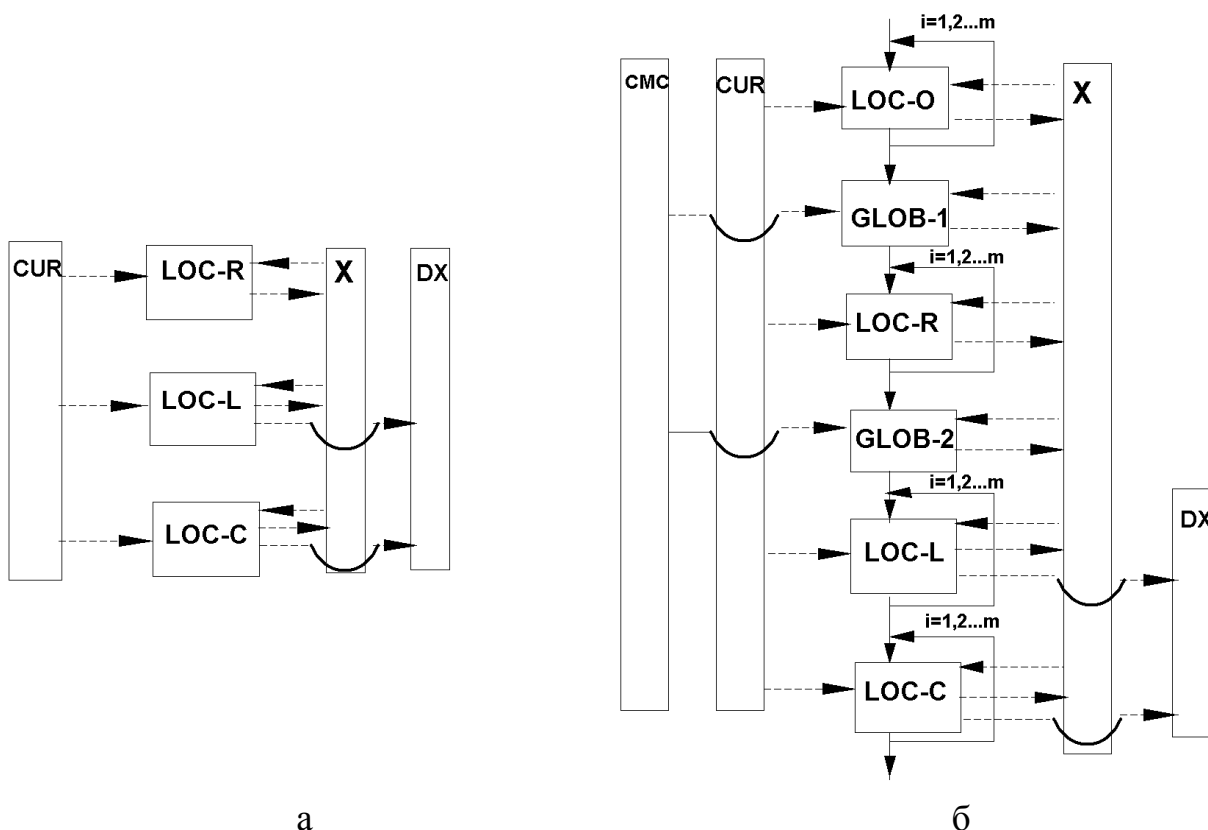 CUR
LOC-R
X
DX
LOC-L
LOC-C
а
i=1,2...m
CMC
CUR
LOC-O
X
GLOB-1
i=1,2...m
LOC-R
GLOB-2
i=1,2...m
LOC-L
DX
i=1,2...m
LOC-C
б